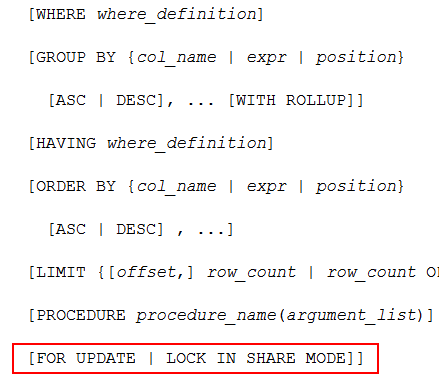 [WHERE where_definition]
[GROUP BY {col_name | expr | position}
[ASC | DESC], ... [WITH ROLLUP]]
[HAVING where_definition]
[ORDER BY {col_name | expr | position}
[ASC | DESC] , ...]
[LIMIT {[offset,] row_count | row_count O
[PROCEDURE procedure_name(argument_list)]
[FOR UPDATE | LOCK IN SHARE MODE]]